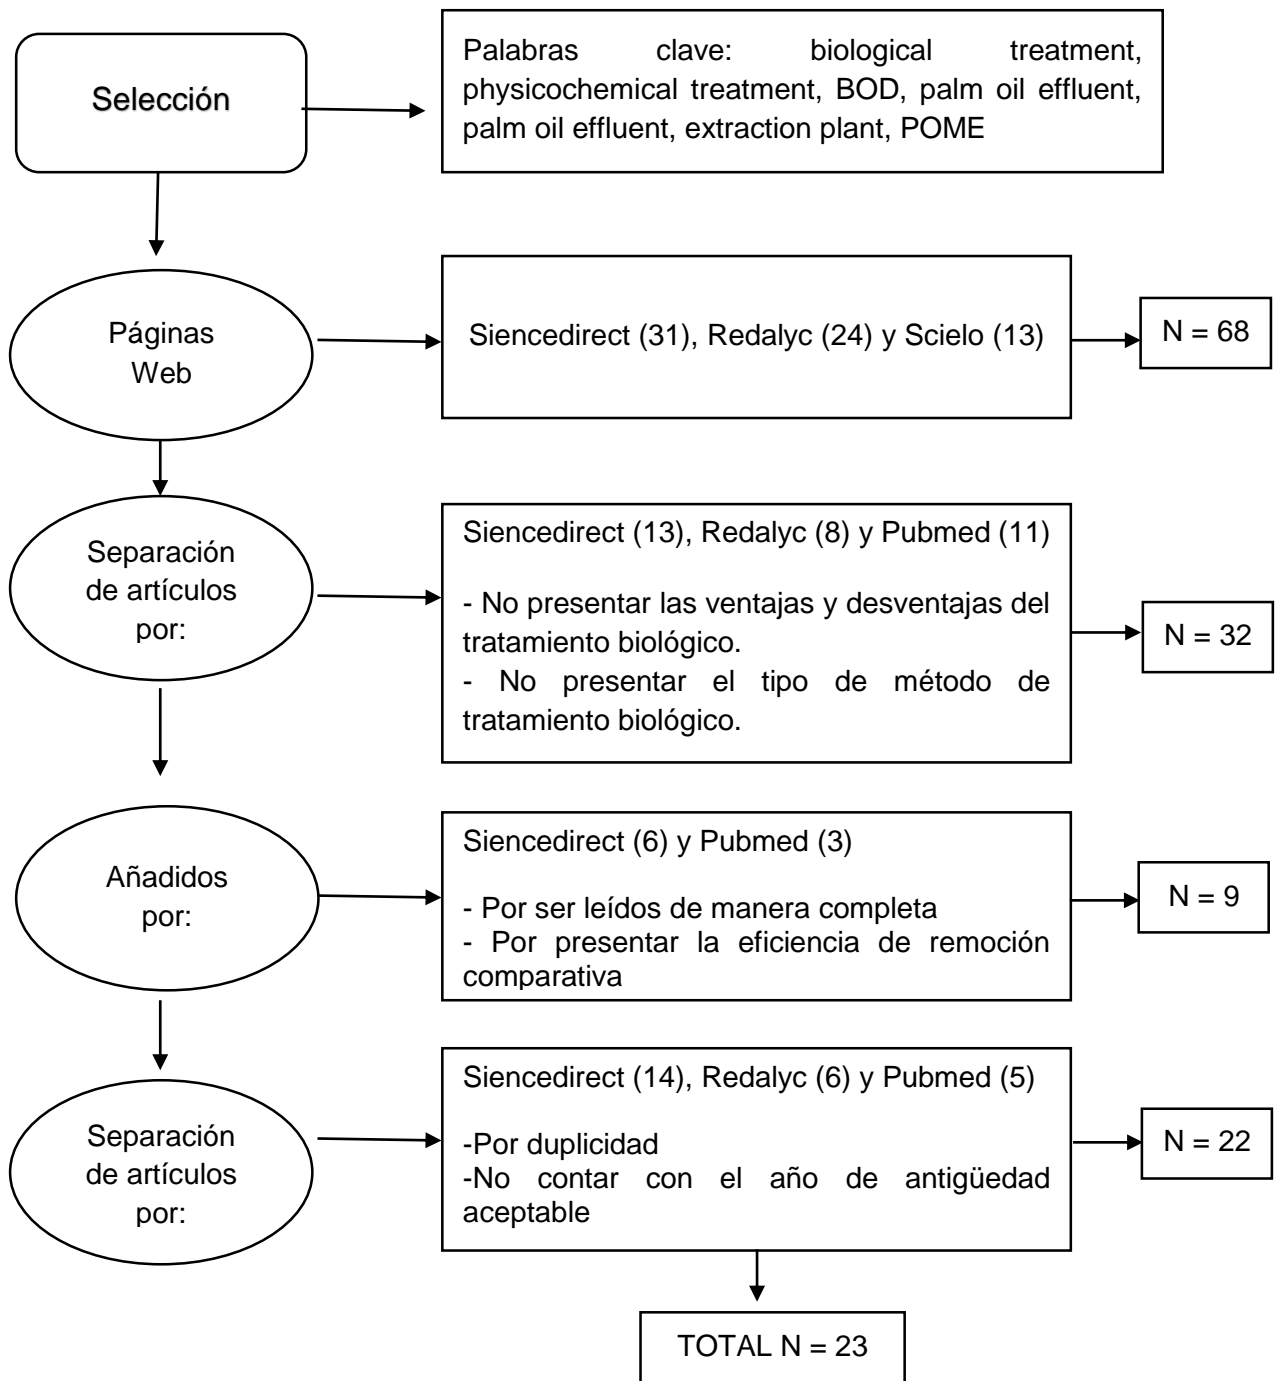 Selección
Palabras clave: biological treatment,
physicochemical treatment, BOD, palm oil effluent,
palm oil effluent, extraction plant, POME
Páginas
Web
Siencedirect (31), Redalyc (24) y Scielo (13)
N = 68
Separación
de artículos
por:
Siencedirect (13), Redalyc (8) y Pubmed (11)
- No presentar las ventajas y desventajas del
tratamiento biológico.
- No presentar el tipo de método de
tratamiento biológico.
N = 32
Añadidos
por:
Siencedirect (6) y Pubmed (3)
- Por ser leídos de manera completa
- Por presentar la eficiencia de remoción
comparativa
N = 9
Separación
de artículos
por:
Siencedirect (14), Redalyc (6) y Pubmed (5)
-Por duplicidad
-No contar con el año de antigüedad
aceptable
N = 22
TOTAL N = 23